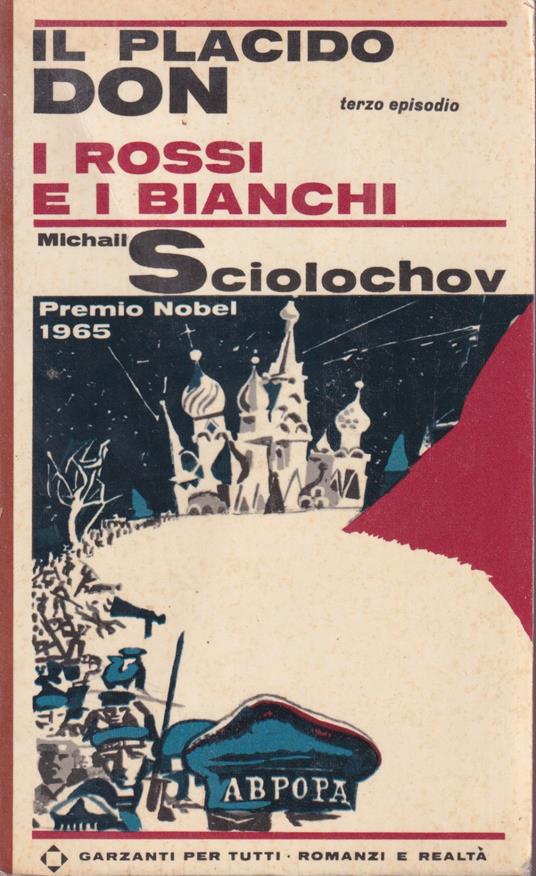 IL PLACIDO
DON
terzo episodio
I ROSSI
E I BIANCHI
Michail
Sciolochov
Premio Nobel
1965
АВРОРА
GARZANTI PER TUTTI · ROMANZI E REALTÀ